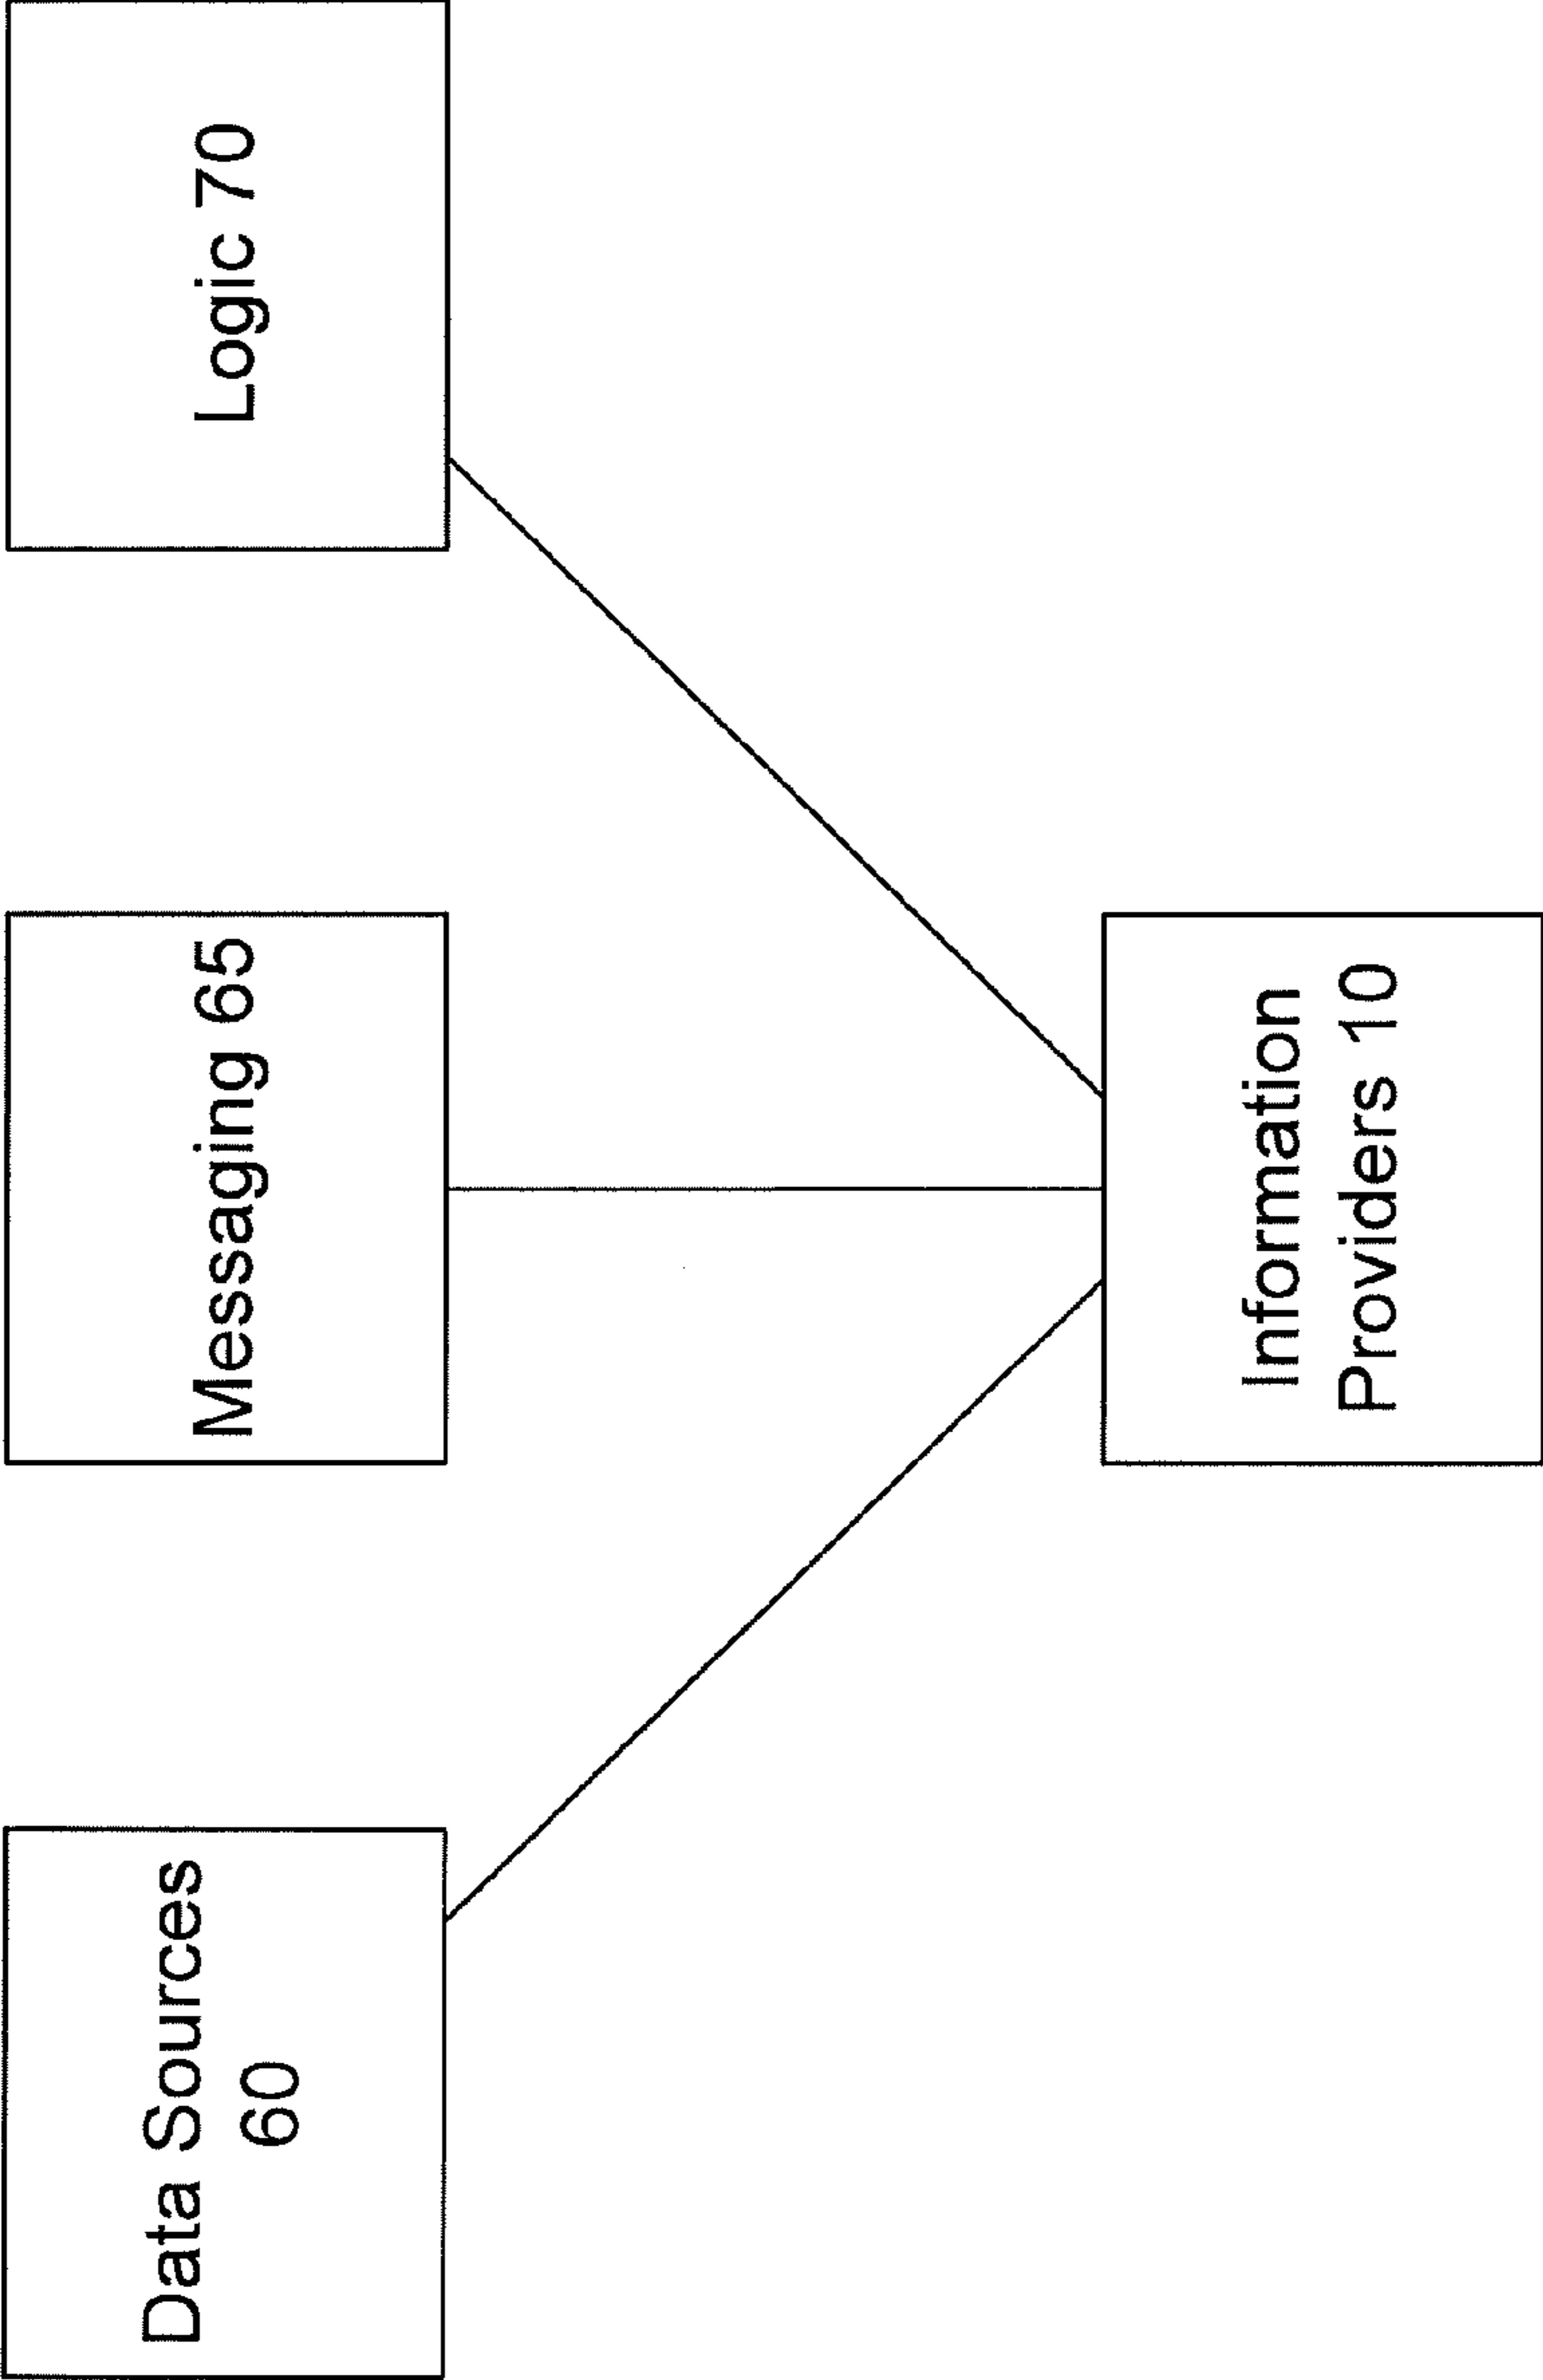 Data Sources
60
Messaging 65
Logic 70
Information
Providers 10